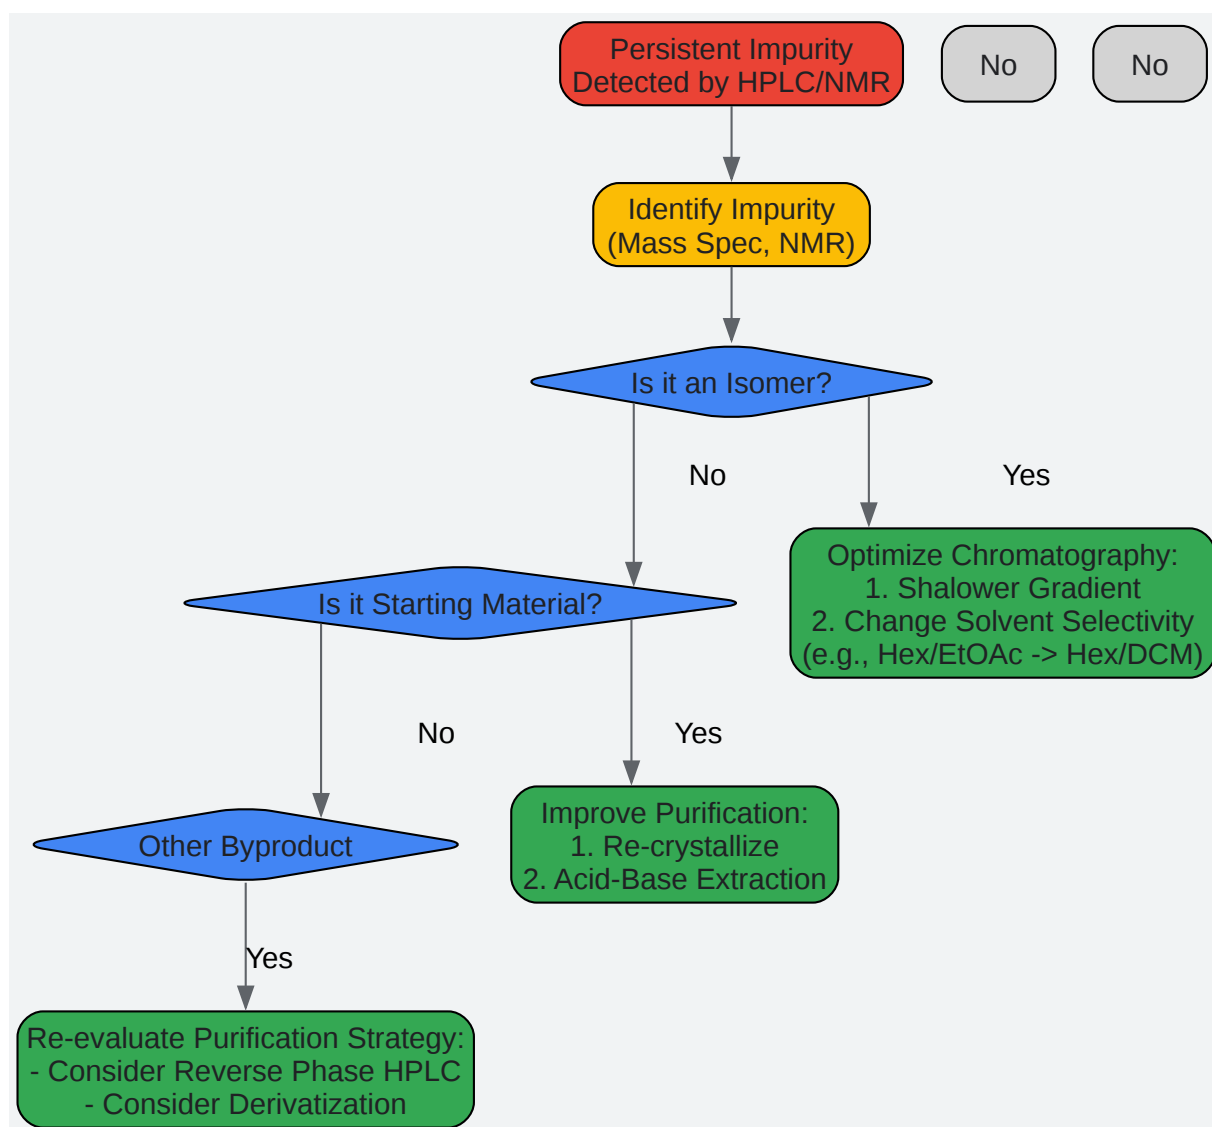 Persistent Impurity
Detected by HPLC/NMR
No
No
Identify Impurity
(Mass Spec, NMR)
Is it an Isomer?
No
Yes
Optimize Chromatography:
1. Shalower Gradient
2. Change Solvent Selectivity
(e.g., Hex/EtOAc -> Hex/DCM)
Is it Starting Material?
No
Yes
Improve Purification:
1. Re-crystallize
2. Acid-Base Extraction
Other Byproduct
Yes
Re-evaluate Purification Strategy:
- Consider Reverse Phase HPLC
- Consider Derivatization